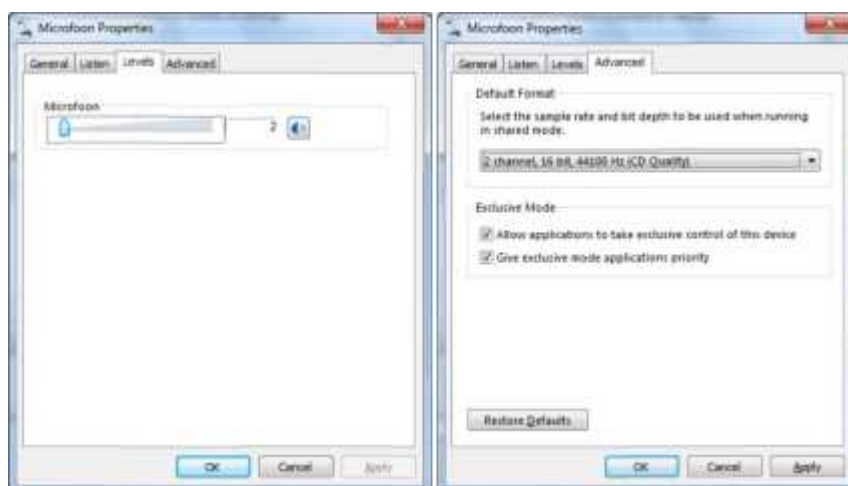 Microfoon Properties
General Listen Levels Advanced
Microfoon
2
OK Cancel Apply
Microfoon Properties
General Listen Levels Advanced
Default Format
Select the sample rate and bit depth to be used when running
in shared mode.
2 channel, 16 bit, 44100 Hz (CD Quality)
Exclusive Mode
Allow applications to take exclusive control of this device
Give exclusive mode applications priority
Restore Defaults
OK Cancel Apply